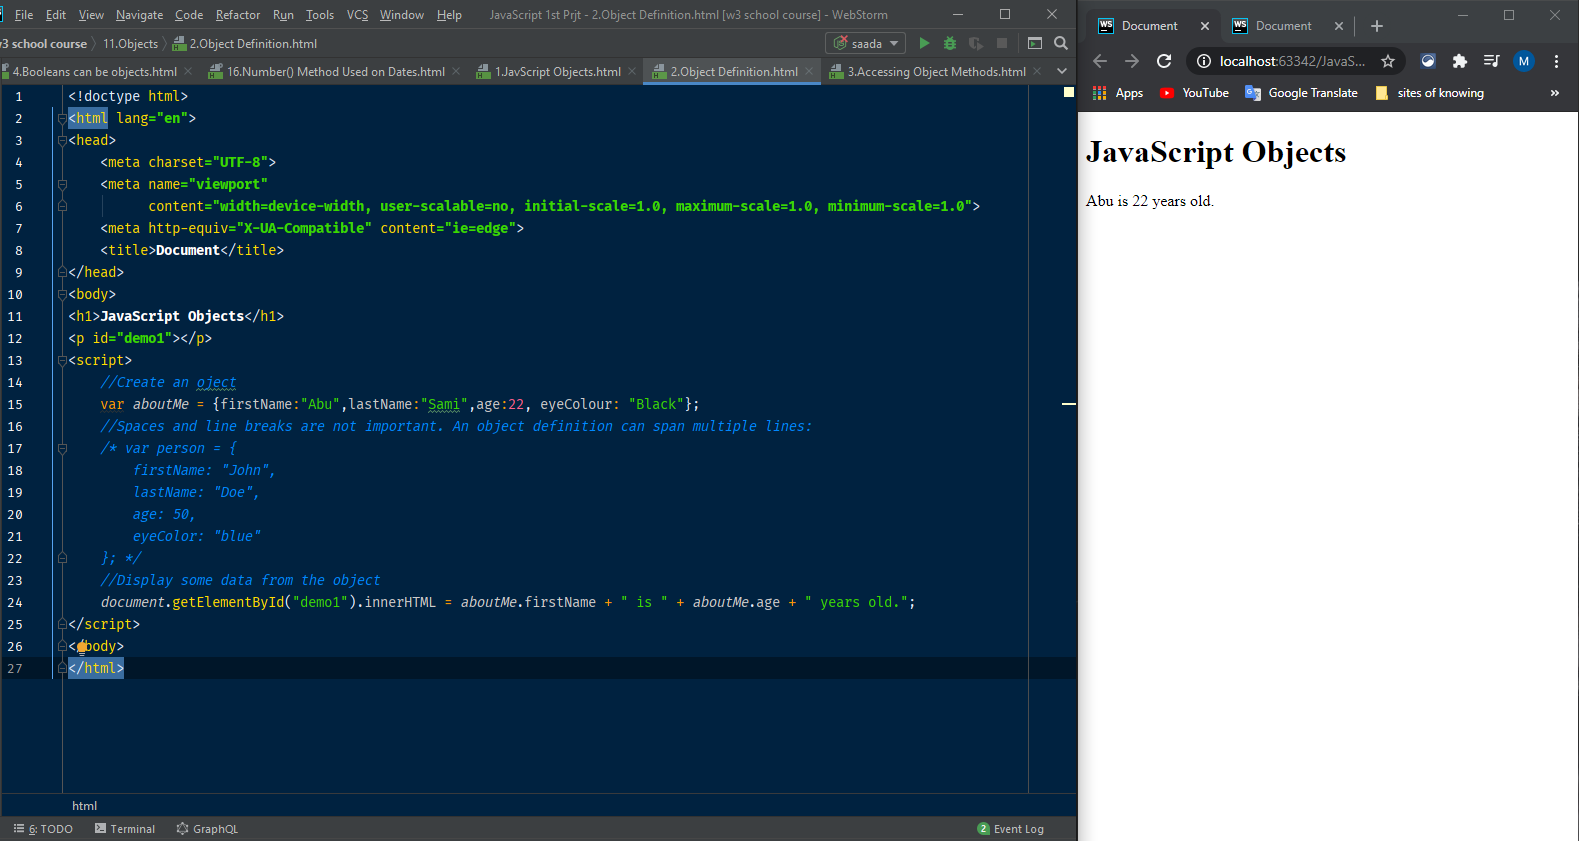 File Edit View Navigate Code Refactor Run Tools VCS Window Help JavaScript 1st Prjt - 2.Object Definition.html [w3 school course] - WebStorm
w3 school course 11.Objects 2.Object Definition.html saada
4.Booleans can be objects.html 16.Number() Method Used on Dates.html 1.JavScript Objects.html 2.Object Definition.html 3.Accessing Object Methods.html
1 <!doctype html>
2 <html lang="en">
3 <head>
4 <meta charset="UTF-8">
5 <meta name="viewport"
6 content="width=device-width, user-scalable=no, initial-scale=1.0, maximum-scale=1.0, minimum-scale=1.0">
7 <meta http-equiv="X-UA-Compatible" content="ie=edge">
8 <title>Document</title>
9 </head>
10 <body>
11 <h1>JavaScript Objects</h1>
12 <p id="demo1"></p>
13 <script>
14 //Create an oject
15 var aboutMe = {firstName:"Abu",lastName:"Sami",age:22, eyeColour: "Black"};
16 //Spaces and line breaks are not important. An object definition can span multiple lines:
17 /* var person = {
18 firstName: "John",
19 lastName: "Doe",
20 age: 50,
21 eyeColor: "blue"
22 }; */
23 //Display some data from the object
24 document.getElementById("demo1").innerHTML = aboutMe.firstName + " is " + aboutMe.age + " years old.";
25 </script>
26 </body>
27 </html>
html
6: TODO Terminal GraphQL 2 Event Log
WS Document WS Document
localhost:63342/JavaS... M
Apps YouTube Google Translate sites of knowing »
JavaScript Objects
Abu is 22 years old.